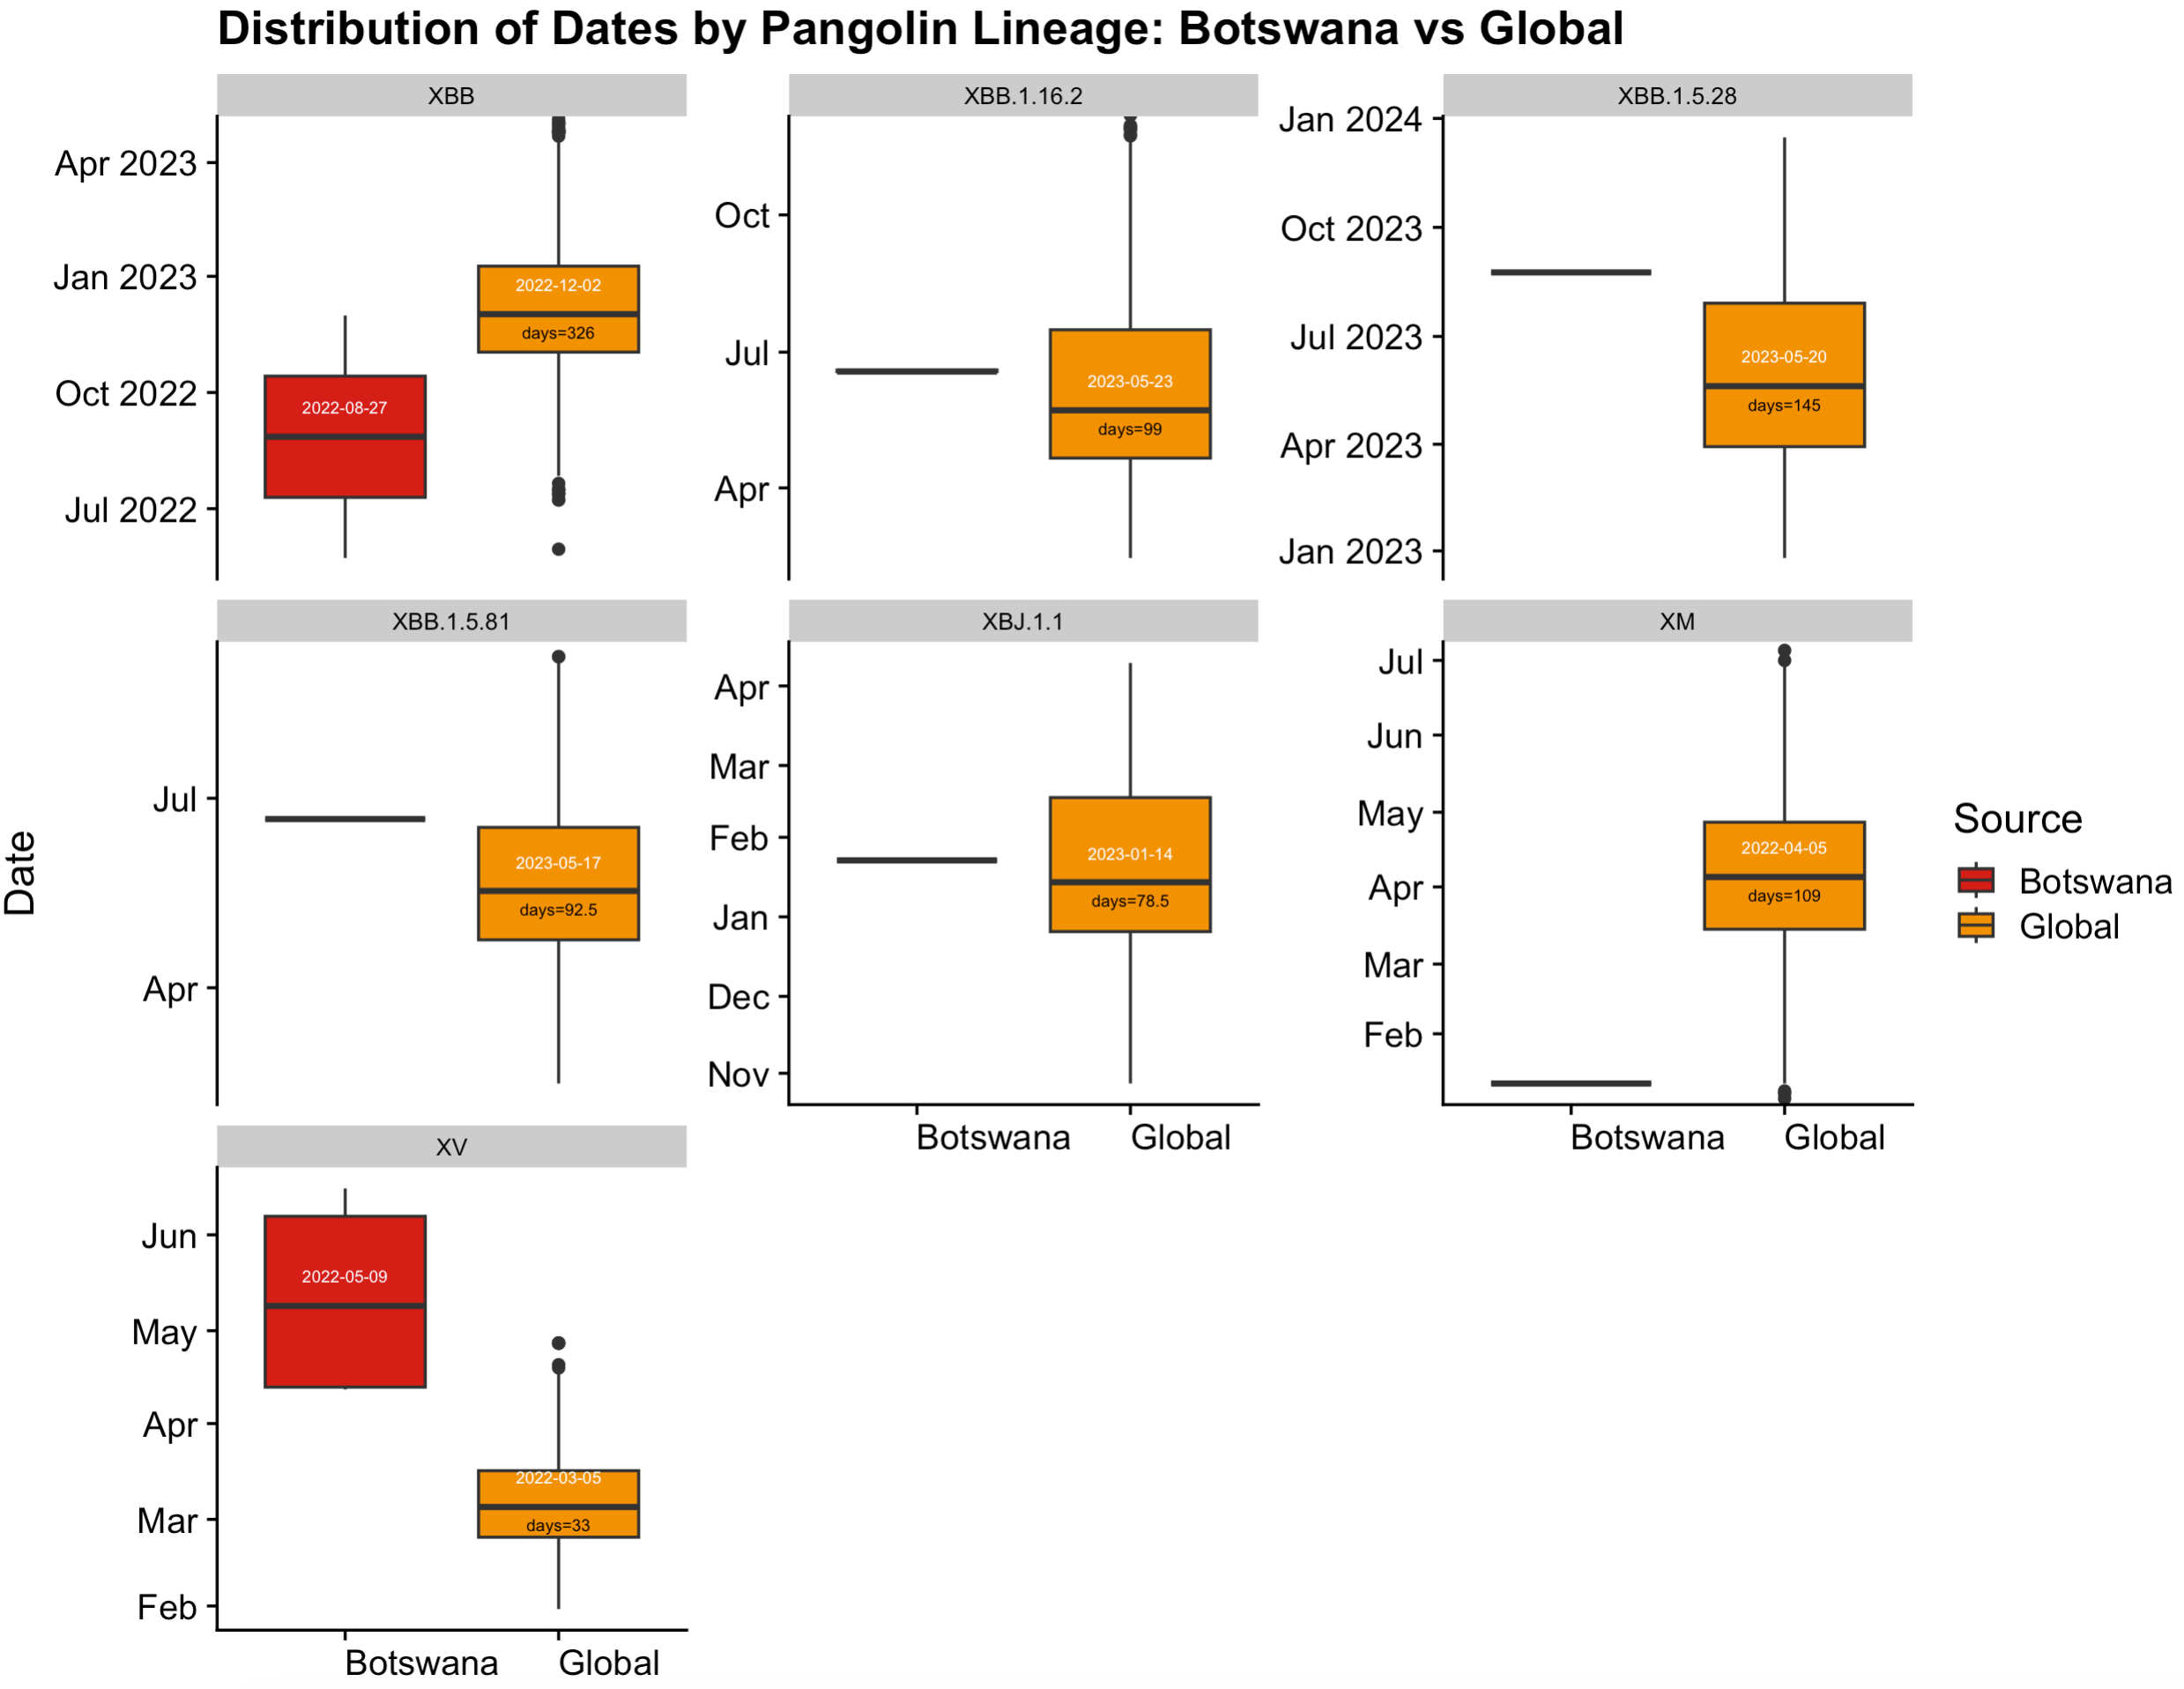 Distribution of Dates by Pangolin Lineage: Botswana vs Global
XBB
XBB.1.16.2
XBB.1.5.28
Apr 2023
Jan 2023
Oct 2022
Jul 2022
2022-08-27
2022-12-02
days=326
Oct
Jul
Apr
2023-05-23
days=99
Jan 2024
Oct 2023
Jul 2023
Apr 2023
Jan 2023
2023-05-20
days=145
XBB.1.5.81
XBJ.1.1
XM
Date
Jul
Apr
2023-05-17
days=92.5
Apr
Mar
Feb
Jan
Dec
Nov
2023-01-14
days=78.5
Botswana
Global
Jul
Jun
May
Apr
Mar
Feb
2022-04-05
days=109
Botswana
Global
Source
Botswana
Global
XV
Jun
May
Apr
Mar
Feb
2022-05-09
2022-03-05
days=33
Botswana
Global